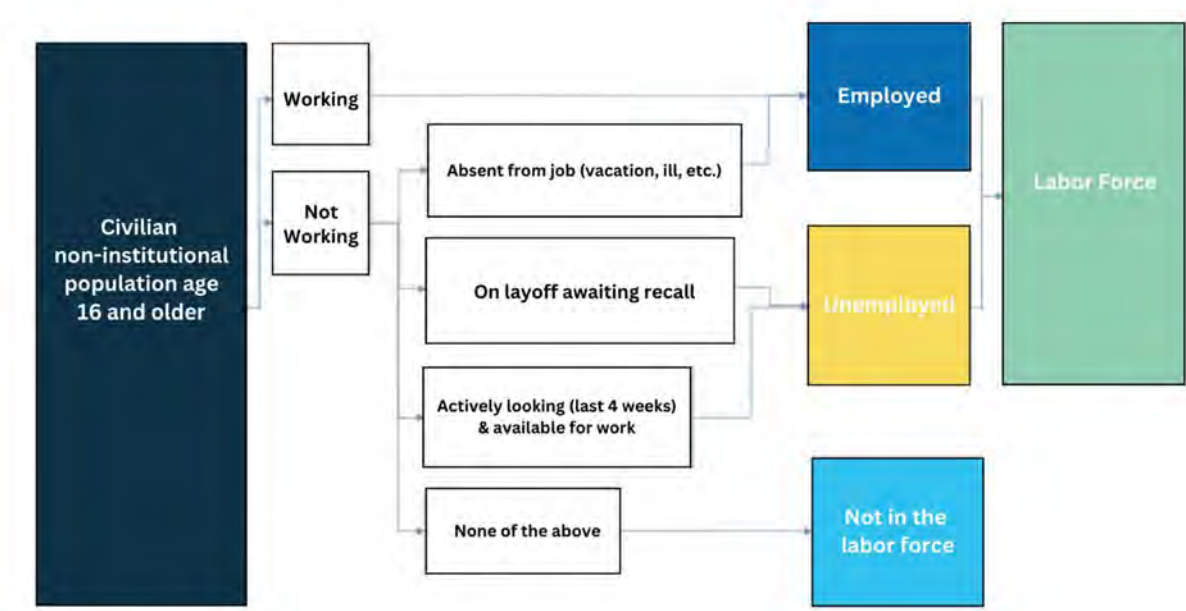 Civilian
non-institutional
population age
16 and older
Working
Not
Working
Absent from job (vacation, ill, etc.)
On layoff awaiting recall
Actively looking (last 4 weeks)
& available for work
None of the above
Employed
Unemployed
Not in the
labor force
Labor Force